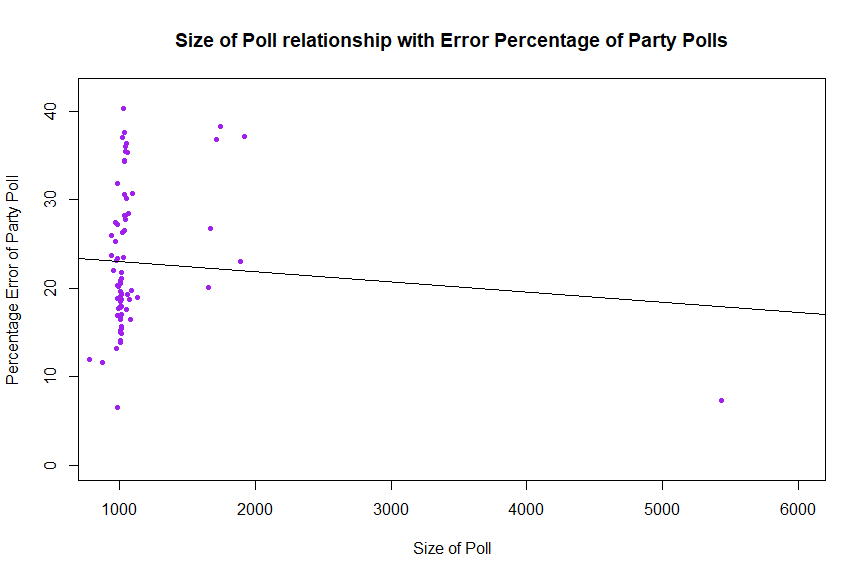 Size of Poll relationship with Error Percentage of Party Polls
Percentage Error of Party Poll
40
30
20
10
0
1000 2000 3000 4000 5000 6000
Size of Poll